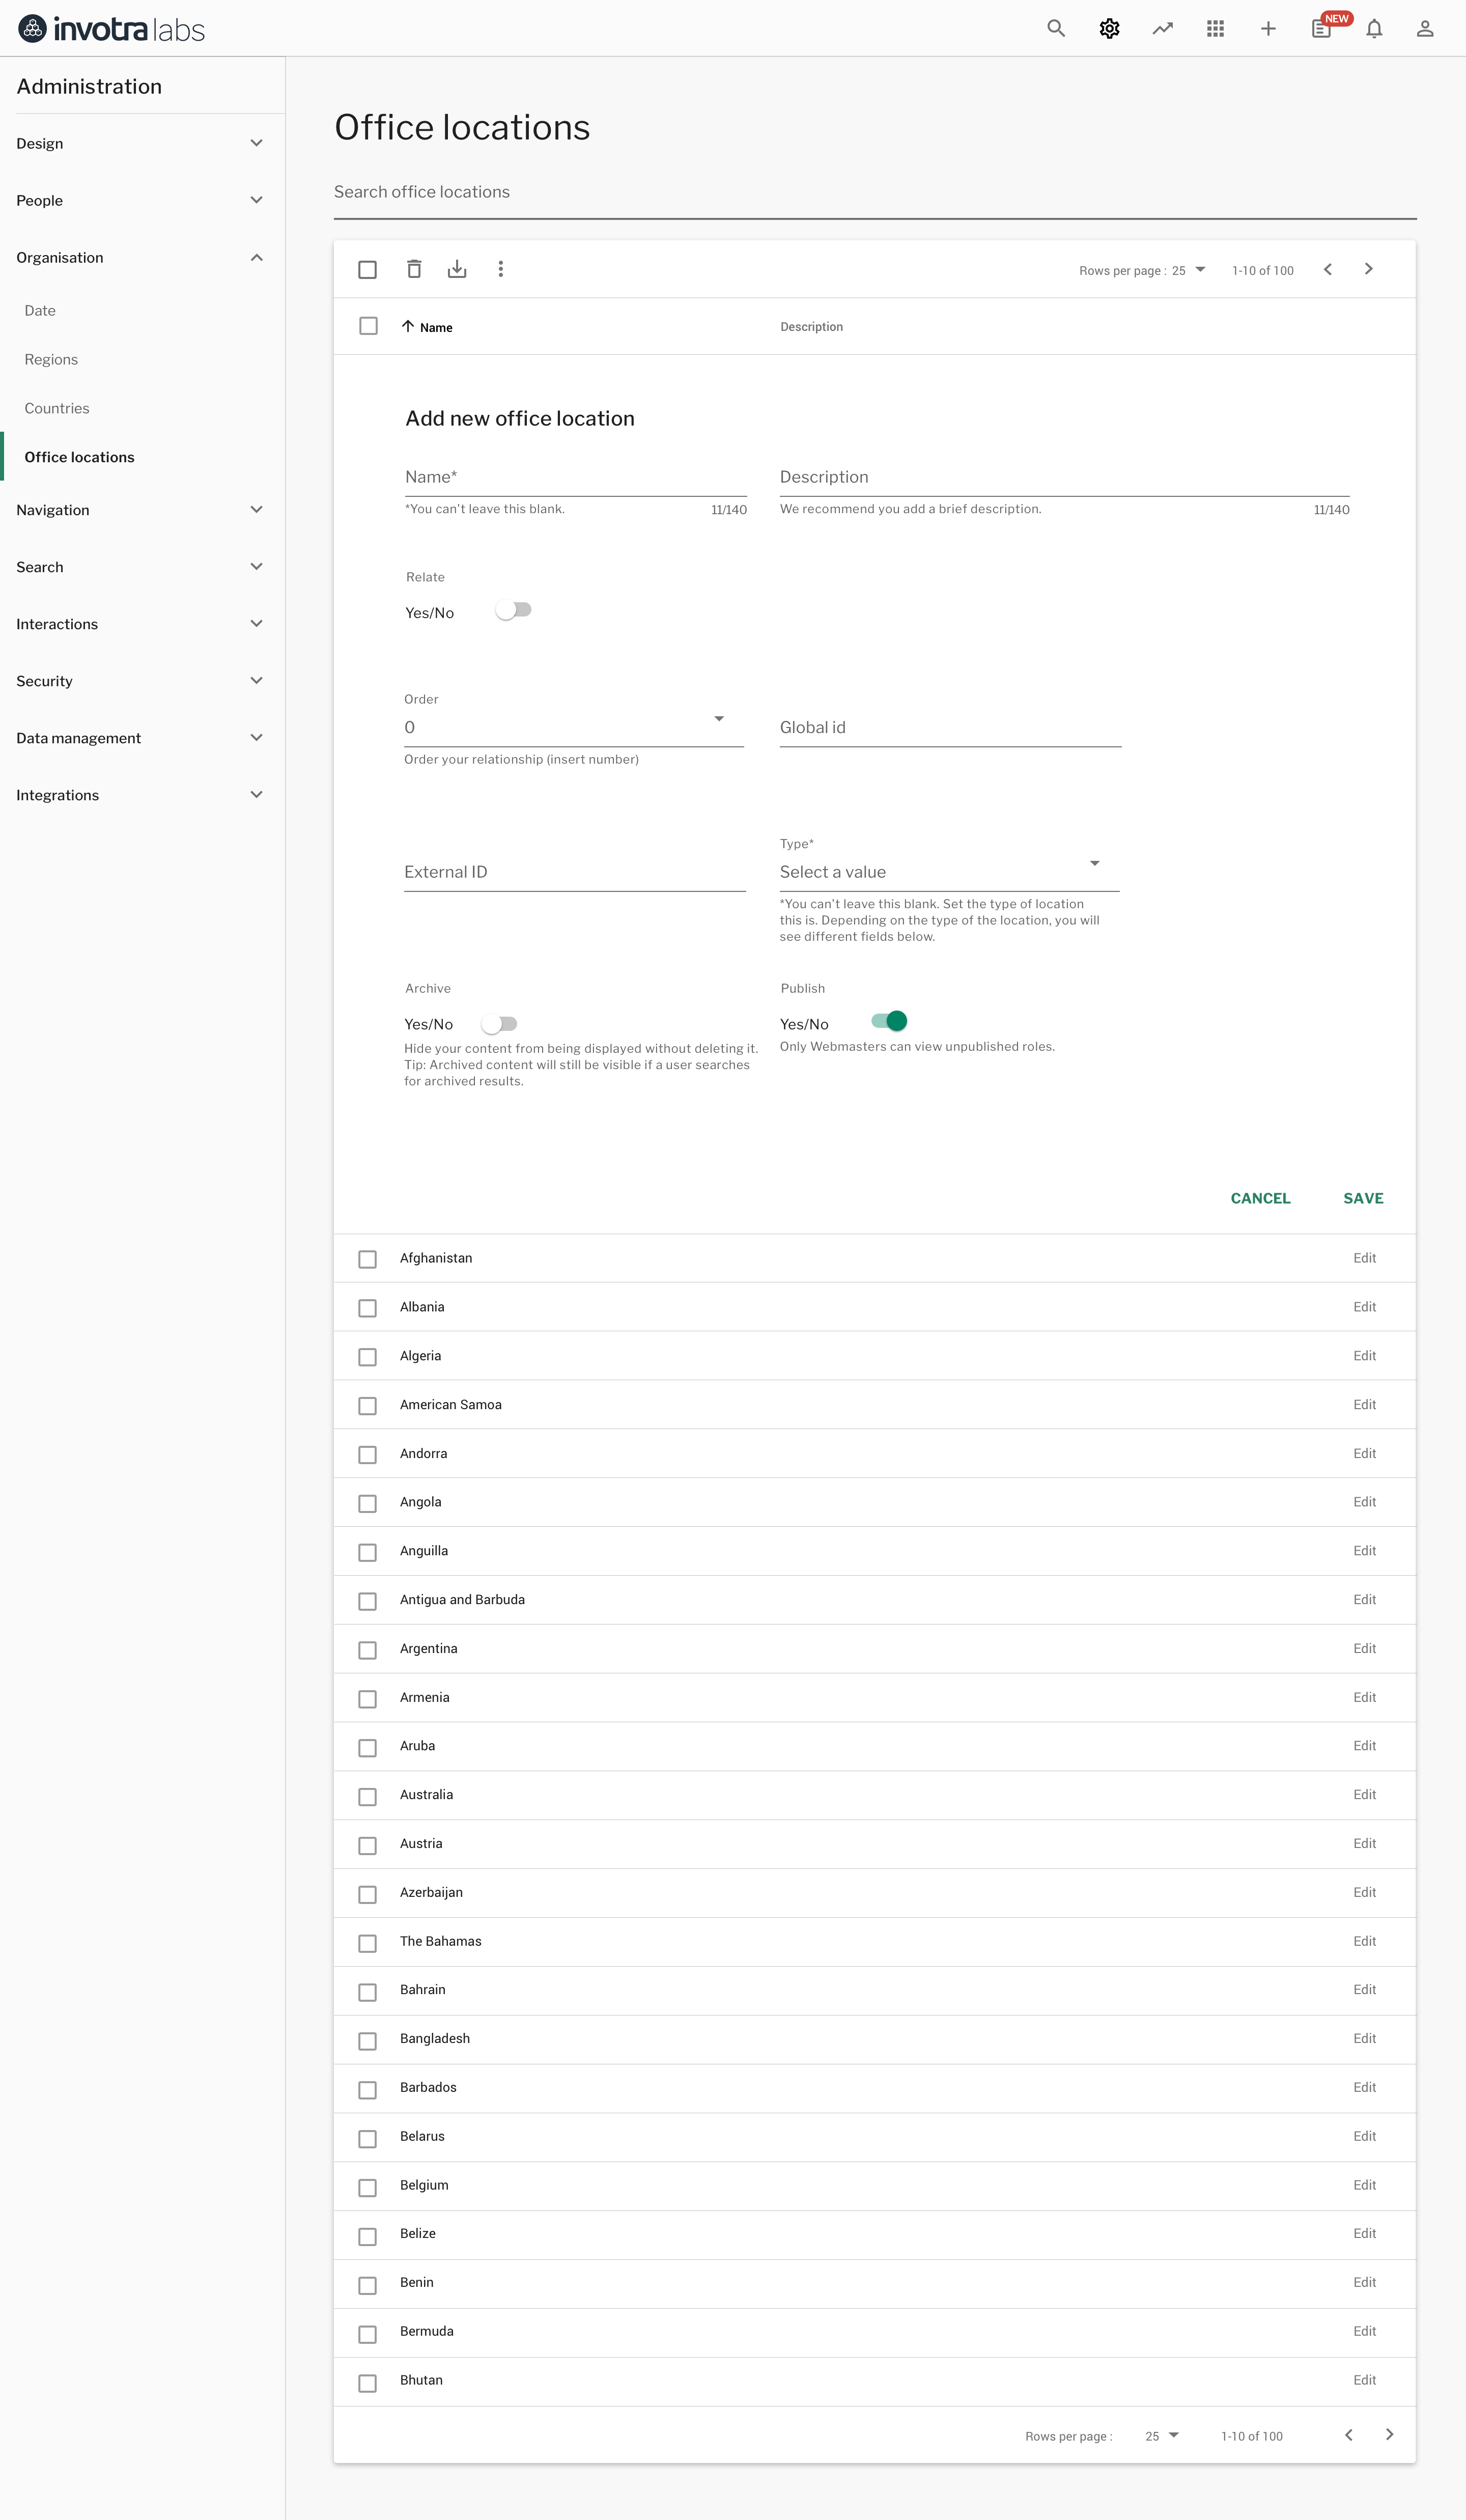 invotra labs
NEW
Administration
Design
People
Organisation
Date
Regions
Countries
Office locations
Navigation
Search
Interactions
Security
Data management
Integrations
Office locations
Search office locations
Rows per page : 25
1-10 of 100
Name
Description
Add new office location
Name*
Description
*You can't leave this blank.
11/140
We recommend you add a brief description.
11/140
Relate
Yes/No
Order
0
Global id
Order your relationship (insert number)
Type*
External ID
Select a value
*You can't leave this blank. Set the type of location
this is. Depending on the type of the location, you will
see different fields below.
Archive
Publish
Yes/No
Yes/No
Hide your content from being displayed without deleting it.
Tip: Archived content will still be visible if a user searches
for archived results.
Only Webmasters can view unpublished roles.
CANCEL
SAVE
Afghanistan Edit
Albania Edit
Algeria Edit
American Samoa Edit
Andorra Edit
Angola Edit
Anguilla Edit
Antigua and Barbuda Edit
Argentina Edit
Armenia Edit
Aruba Edit
Australia Edit
Austria Edit
Azerbaijan Edit
The Bahamas Edit
Bahrain Edit
Bangladesh Edit
Barbados Edit
Belarus Edit
Belgium Edit
Belize Edit
Benin Edit
Bermuda Edit
Bhutan Edit
Rows per page : 25
1-10 of 100